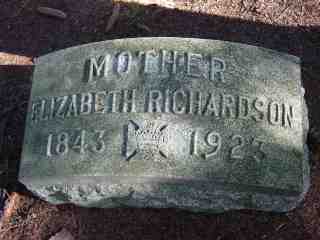 MOTHER
ELIZABETH RICHARDSON
1843 1923